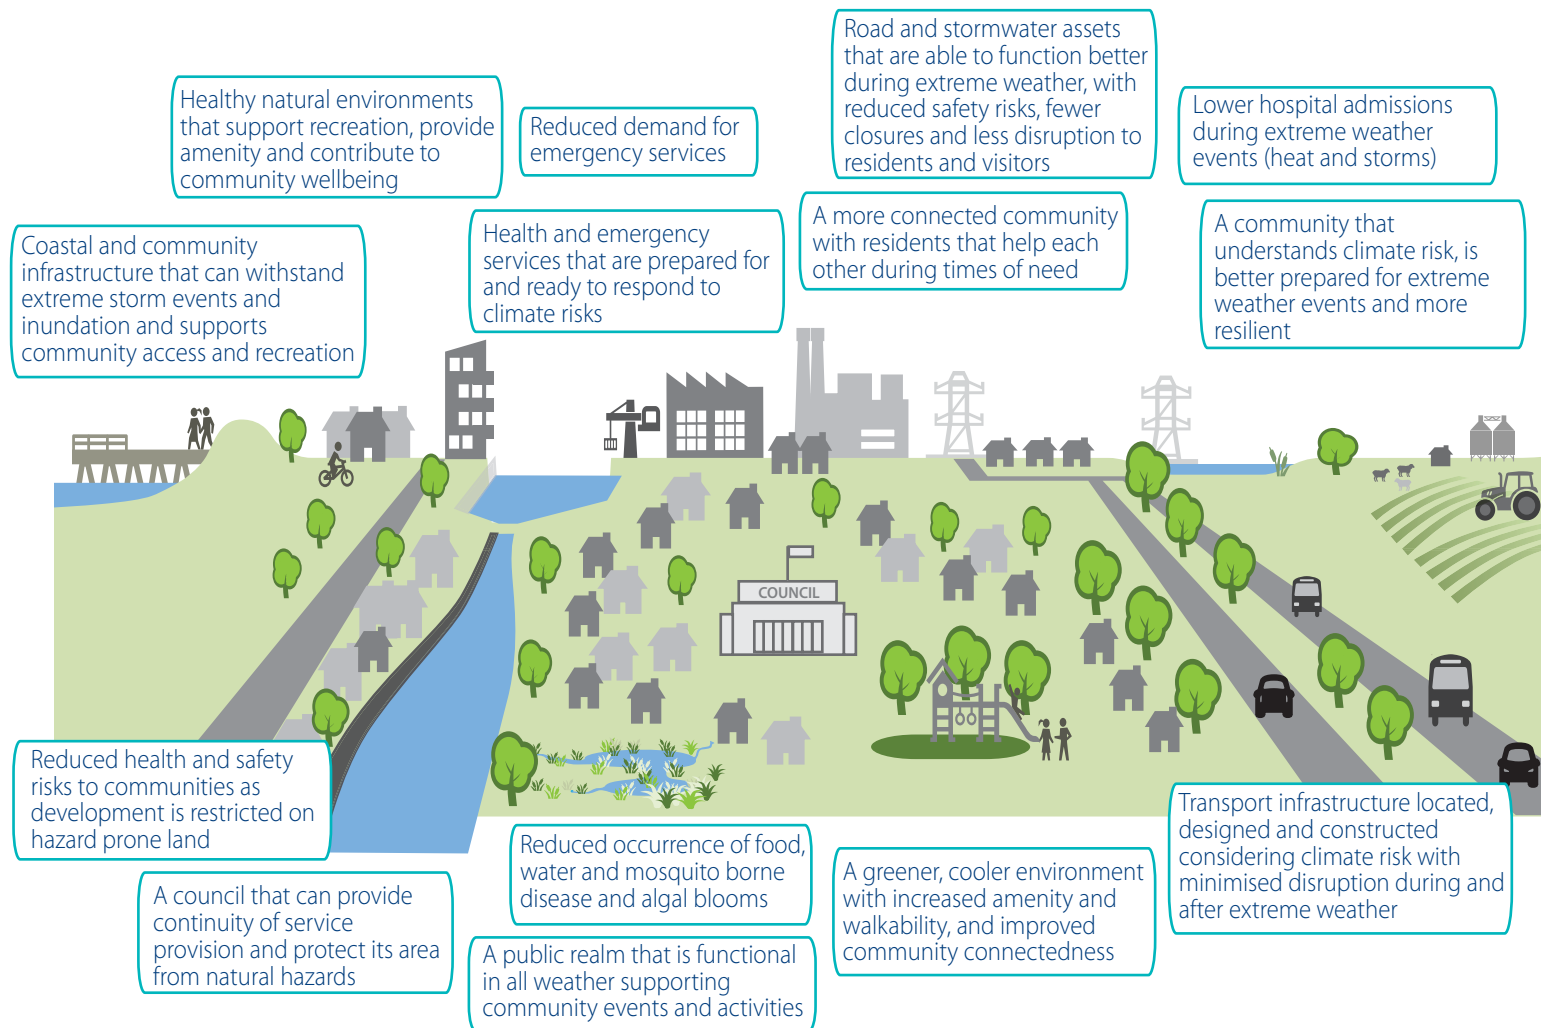 Road and stormwater assets
that are able to function better
during extreme weather, with
reduced safety risks, fewer
closures and less disruption to
residents and visitors
Healthy natural environments
that support recreation, provide
amenity and contribute to
community wellbeing
Reduced demand for
emergency services
Lower hospital admissions
during extreme weather
events (heat and storms)
Coastal and community
infrastructure that can withstand
extreme storm events and
inundation and supports
community access and recreation
Health and emergency
services that are prepared for
and ready to respond to
climate risks
A more connected community
with residents that help each
other during times of need
A community that
understands climate risk, is
better prepared for extreme
weather events and more
resilient
COUNCIL
Reduced health and safety
risks to communities as
development is restricted on
hazard prone land
A council that can provide
continuity of service
provision and protect its area
from natural hazards
Reduced occurrence of food,
water and mosquito borne
disease and algal blooms
A public realm that is functional
in all weather supporting
community events and activities
A greener, cooler environment
with increased amenity and
walkability, and improved
community connectedness
Transport infrastructure located,
designed and constructed
considering climate risk with
minimised disruption during and
after extreme weather